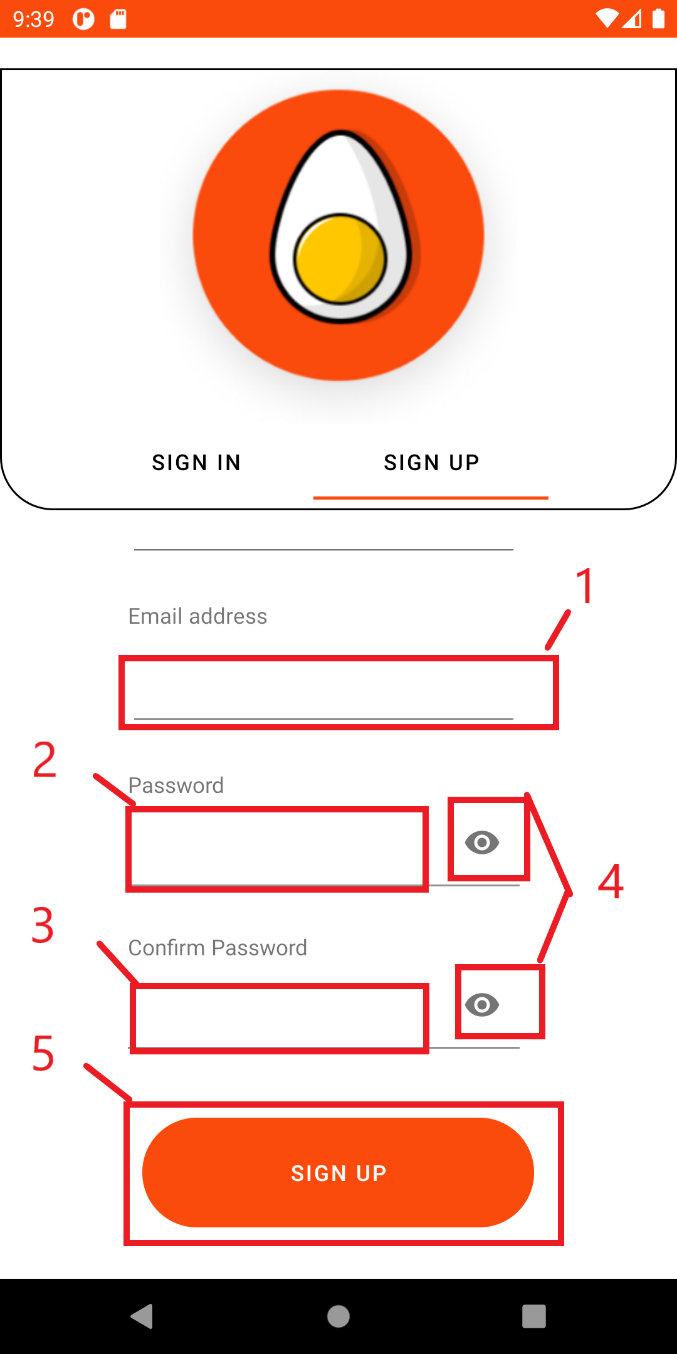 9:39
SIGN IN SIGN UP
1
Email address
2
Password
4
3
Confirm Password
5
SIGN UP